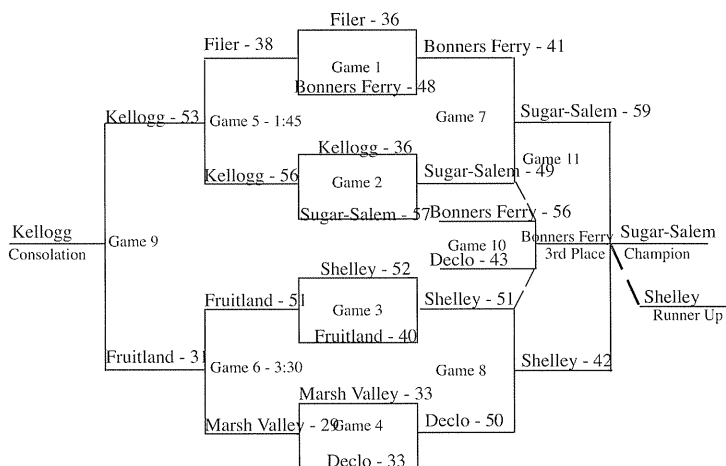 Filer - 36
Filer - 38
Bonners Ferry - 41
Game 1
Bonners Ferry - 48
Kellogg - 53
Game 5 - 1:45
Game 7
Sugar-Salem - 59
Kellogg - 36
Game 11
Kellogg - 56
Game 2
Sugar-Salem - 49
Sugar-Salem - 57
Bonners Ferry - 56
Kellogg
Consolation
Game 9
Game 10
Bonners Ferry
3rd Place
Sugar-Salem
Champion
Declo - 43
Shelley - 52
Fruitland - 51
Game 3
Shelley - 51
Shelley
Runner Up
Fruitland - 40
Fruitland - 31
Game 6 - 3:30
Game 8
Shelley - 42
Marsh Valley - 33
Marsh Valley - 29
Game 4
Declo - 50
Declo - 33